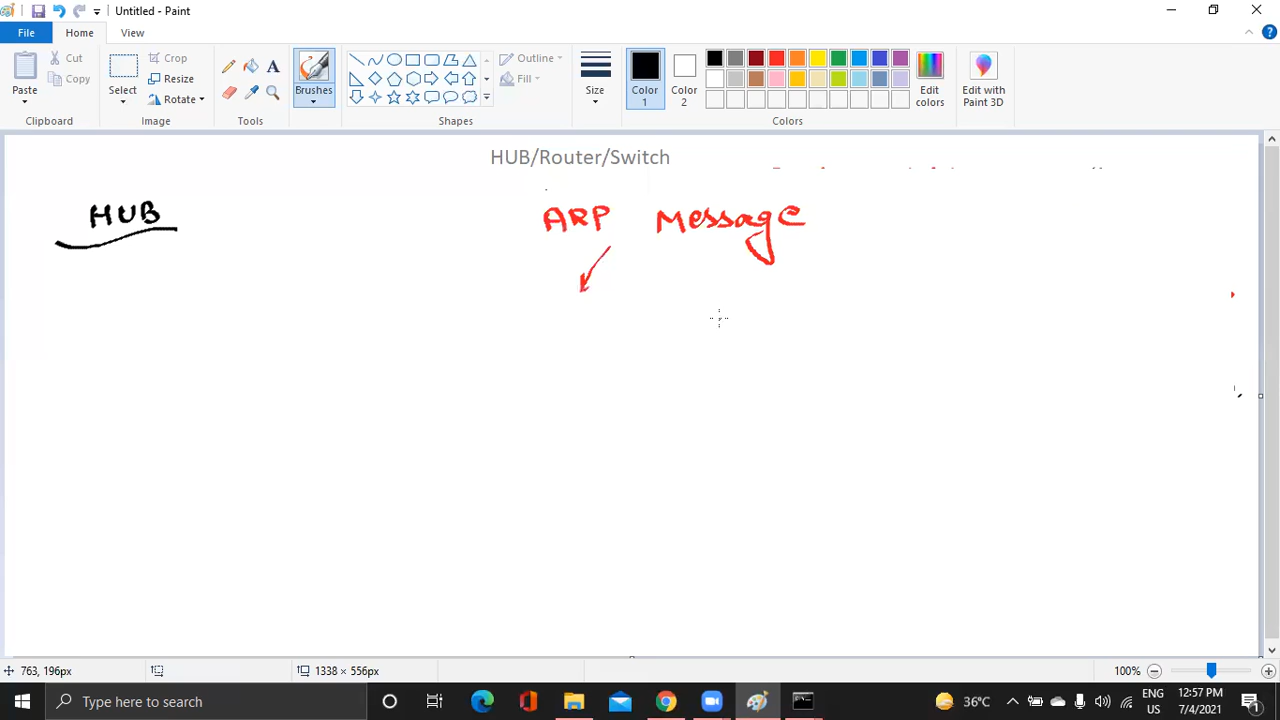 Untitled - Paint
File Home View
Paste
Cut
Copy
Clipboard
Select
Crop
Resize
Rotate
Image
A
Tools
Brushes
Shapes
Outline
Fill
Size
Color 1
Color 2
Colors
Edit colors
Edit with Paint 3D
HUB/Router/Switch
HUB
ARP Message
763, 196px
1338 × 556px
100%
Type here to search
36°C
ENG
US
12:57 PM
7/4/2021